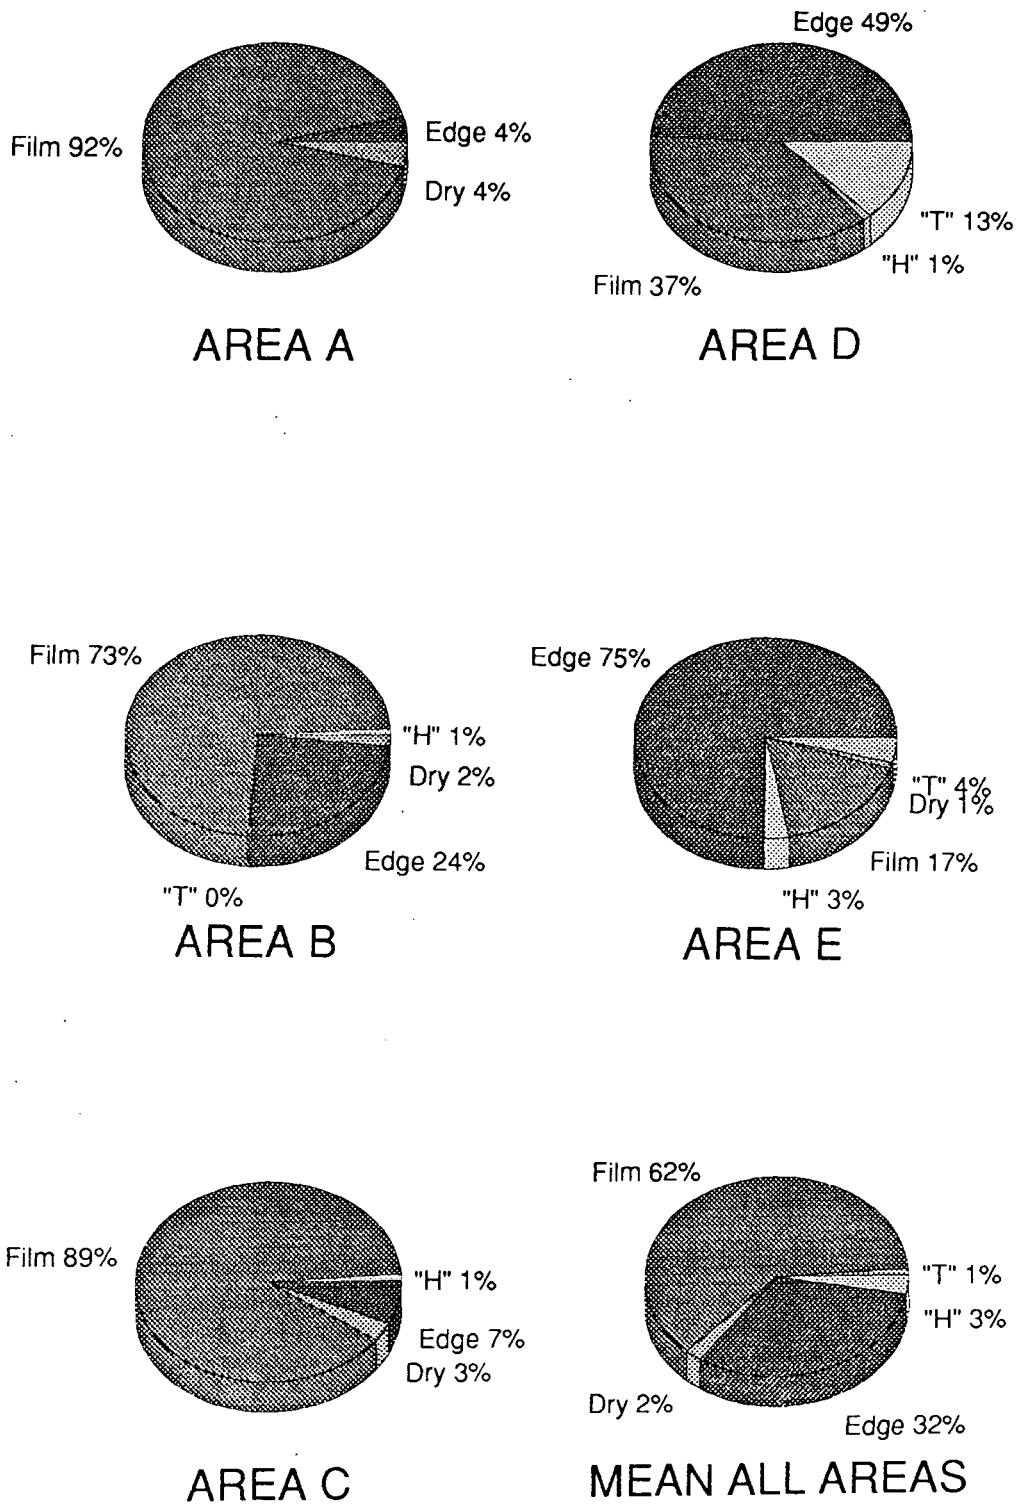 Film 92%
Edge 4%
Dry 4%
AREA A
Edge 49%
"T" 13%
"H" 1%
Film 37%
AREA D
Film 73%
"H" 1%
Dry 2%
Edge 24%
"T" 0%
AREA B
Edge 75%
"T" 4%
Dry 1%
Film 17%
"H" 3%
AREA E
Film 89%
"H" 1%
Edge 7%
Dry 3%
AREA C
Film 62%
"T" 1%
"H" 3%
Dry 2%
Edge 32%
MEAN ALL AREAS